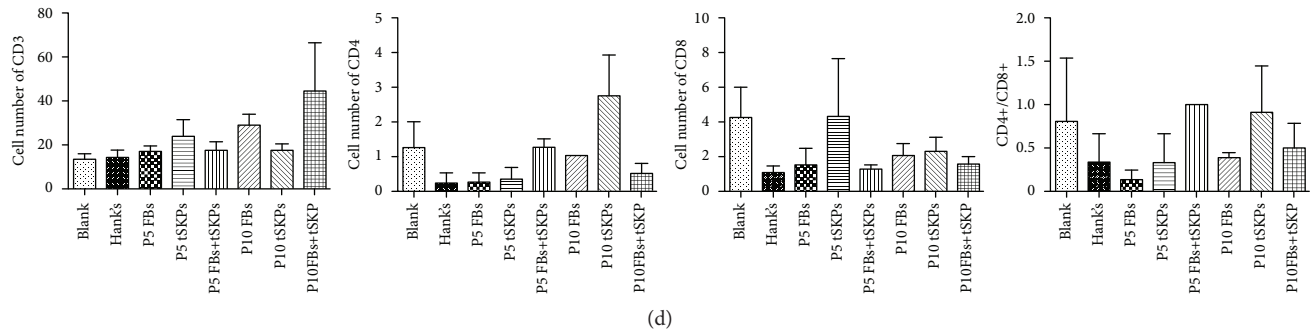 Cell number of CD3
80
60
40
20
0
Blank
Hank's
P5 FBs
P5 tSKPs
P5 FBs+tSKPs
P10 FBs
P10 tSKPs
P10FBs+tSKP
Cell number of CD4
5
4
3
2
1
0
Blank
Hank's
P5 FBs
P5 tSKPs
P5 FBs+tSKPs
P10 FBs
P10 tSKPs
P10FBs+tSKP
Cell number of CD8
10
8
6
4
2
0
Blank
Hank's
P5 FBs
P5 tSKPs
P5 FBs+tSKPs
P10 FBs
P10 tSKPs
P10FBs+tSKP
CD4+/CD8+
2.0
1.5
1.0
0.5
0
Blank
Hank's
P5 FBs
P5 tSKPs
P5 FBs+tSKPs
P10 FBs
P10 tSKPs
P10FBs+tSKP
(d)